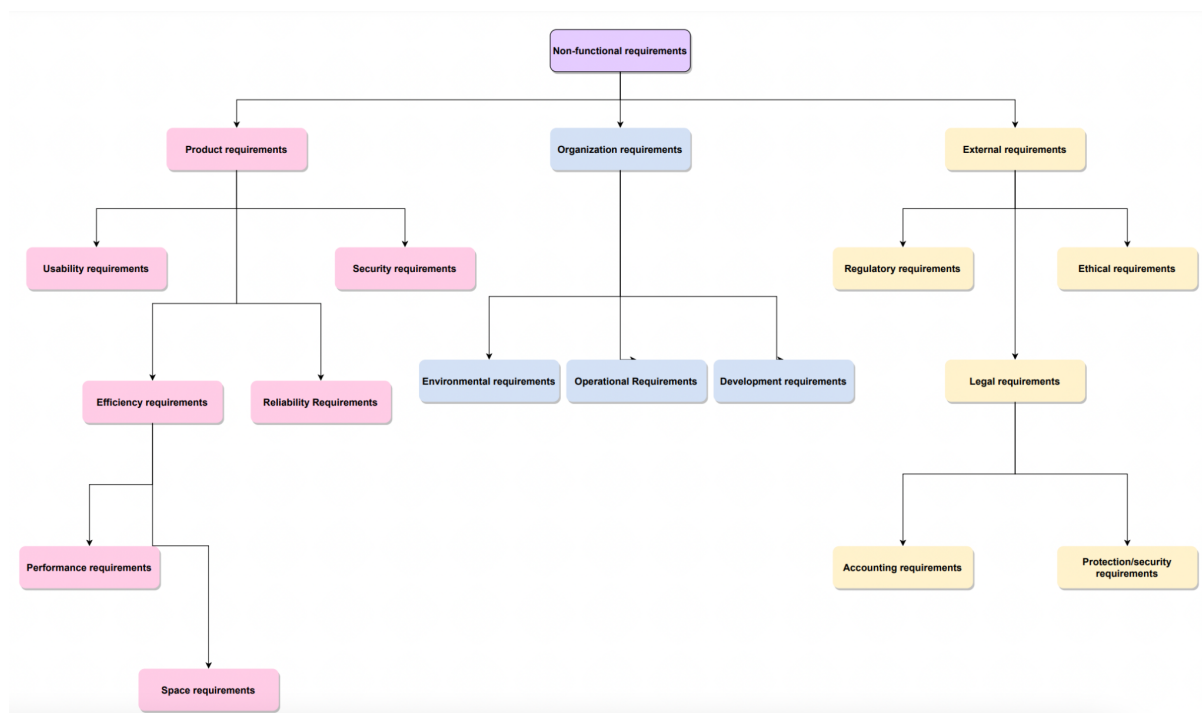 Non-functional requirements
Product requirements
Organization requirements
External requirements
Usability requirements
Security requirements
Regulatory requirements
Ethical requirements
Environmental requirements
Operational Requirements
Development requirements
Legal requirements
Efficiency requirements
Reliability Requirements
Performance requirements
Accounting requirements
Protection/security
requirements
Space requirements